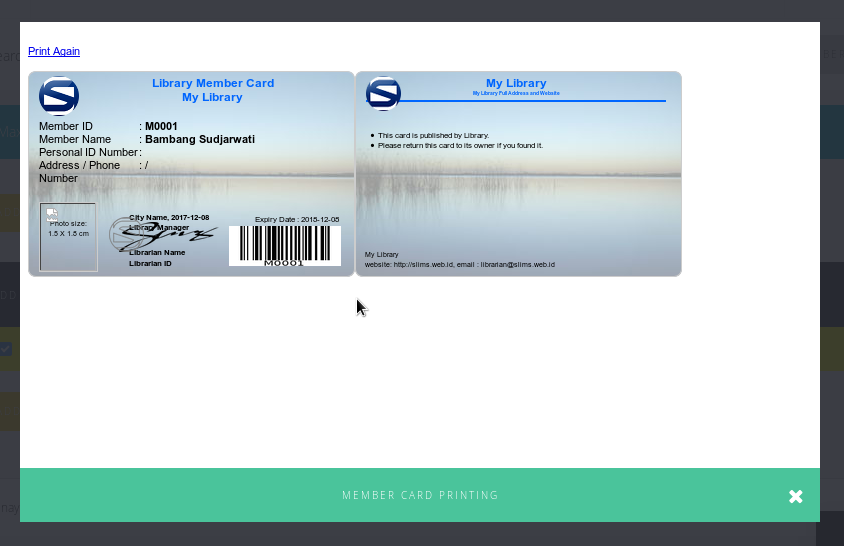 Print Again
Library Member Card
My Library
Member ID : M0001
Member Name : Bambang Sudjarwati
Personal ID Number :
Address / Phone : /
Number
Photo size:
1.5 X 1.5 cm
City Name, 2017-12-08
Library Manager
Librarian Name
Librarian ID
Expiry Date : 2018-12-08
M0001
My Library
My Library Full Address and Website
This card is published by Library.
Please return this card to its owner if you found it.
My Library
website: http://slims.web.id, email : librarian@slims.web.id
MEMBER CARD PRINTING